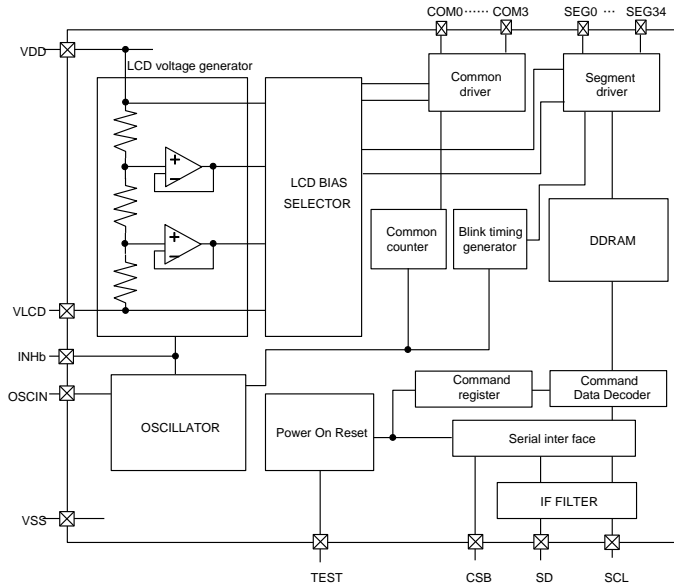 COM0 ······ COM3 SEG0 ··· SEG34
VDD
LCD voltage generator
Common
driver
Segment
driver
LCD BIAS
SELECTOR
Common
counter
Blink timing
generator
DDRAM
VLCD
INHb
OSCIN
OSCILLATOR
Command
register
Command
Data Decoder
Power On Reset
Serial inter face
IF FILTER
VSS
TEST
CSB
SD
SCL